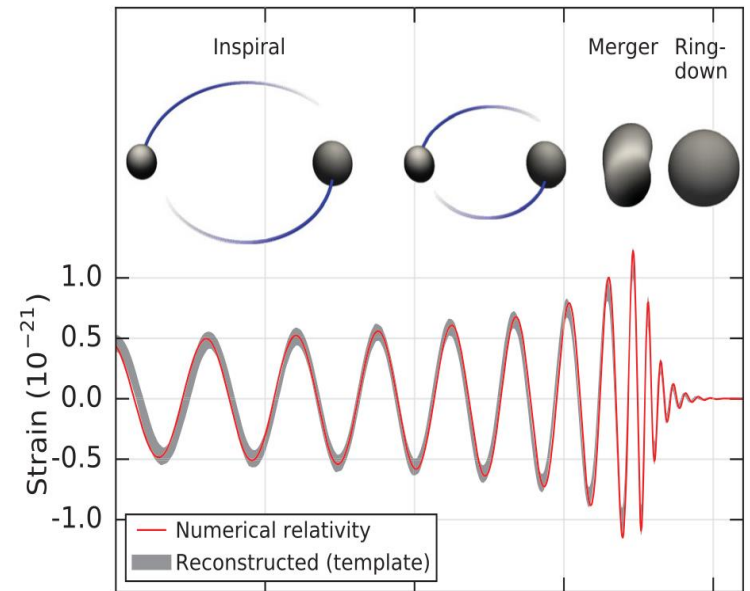 Inspiral
Merger Ring-
down
1.0
0.5
0.0
-0.5
-1.0
Strain (10⁻²¹)
Numerical relativity
Reconstructed (template)